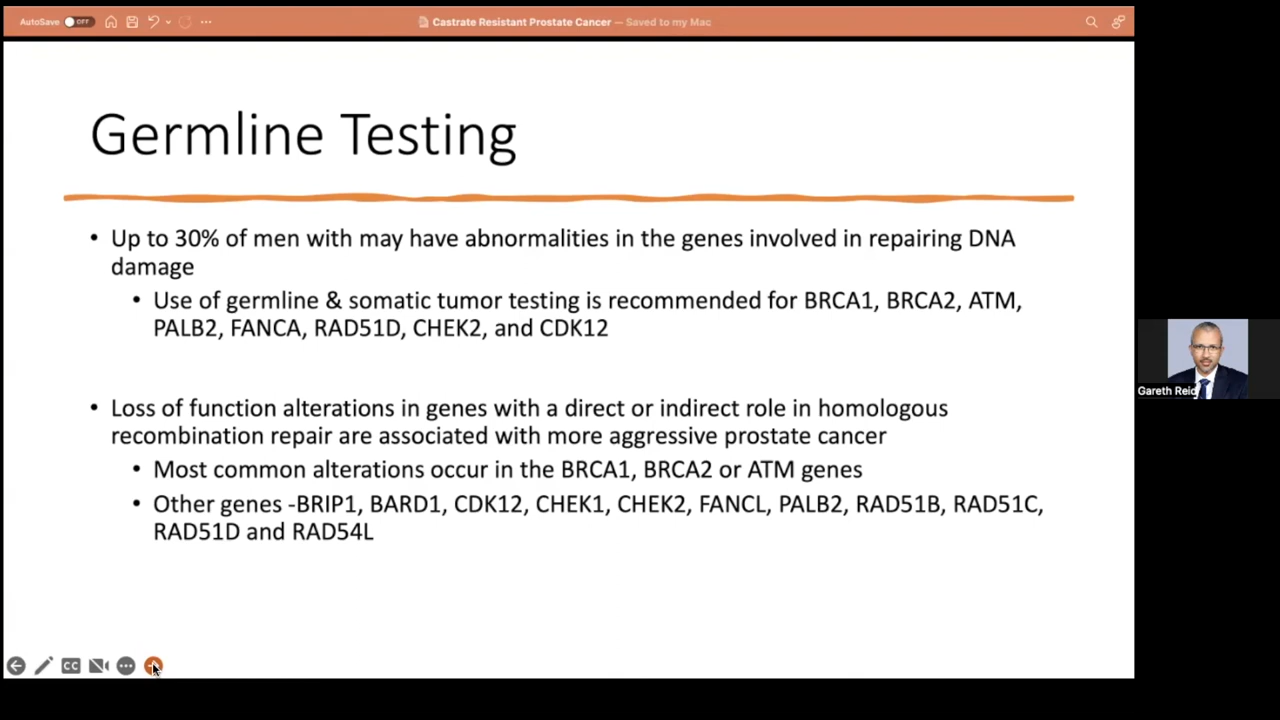 AutoSave OFF
Castrate Resistant Prostate Cancer — Saved to my Mac
Germline Testing
• Up to 30% of men with may have abnormalities in the genes involved in repairing DNA
damage
• Use of germline & somatic tumor testing is recommended for BRCA1, BRCA2, ATM,
PALB2, FANCA, RAD51D, CHEK2, and CDK12
• Loss of function alterations in genes with a direct or indirect role in homologous
recombination repair are associated with more aggressive prostate cancer
• Most common alterations occur in the BRCA1, BRCA2 or ATM genes
• Other genes -BRIP1, BARD1, CDK12, CHEK1, CHEK2, FANCL, PALB2, RAD51B, RAD51C,
RAD51D and RAD54L
Gareth Reid
CC